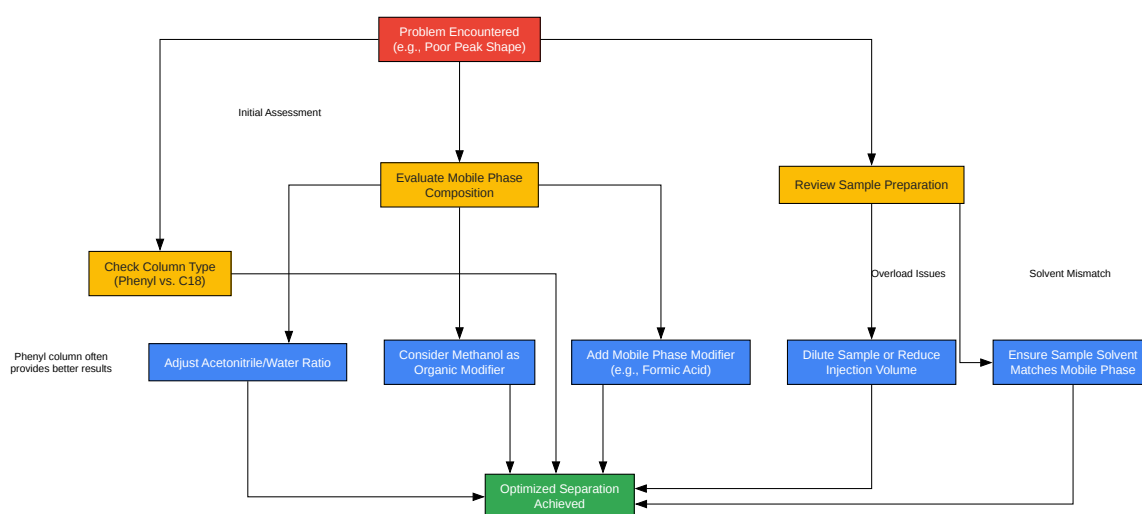 Problem Encountered
(e.g., Poor Peak Shape)
Initial Assessment
Evaluate Mobile Phase
Composition
Review Sample Preparation
Check Column Type
(Phenyl vs. C18)
Overload Issues
Solvent Mismatch
Phenyl column often
provides better results
Adjust Acetonitrile/Water Ratio
Consider Methanol as
Organic Modifier
Add Mobile Phase Modifier
(e.g., Formic Acid)
Dilute Sample or Reduce
Injection Volume
Ensure Sample Solvent
Matches Mobile Phase
Optimized Separation
Achieved